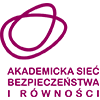 AKADEMICKA SIEĆ
BEZPIECZEŃSTWA
I RÓWNOŚCI